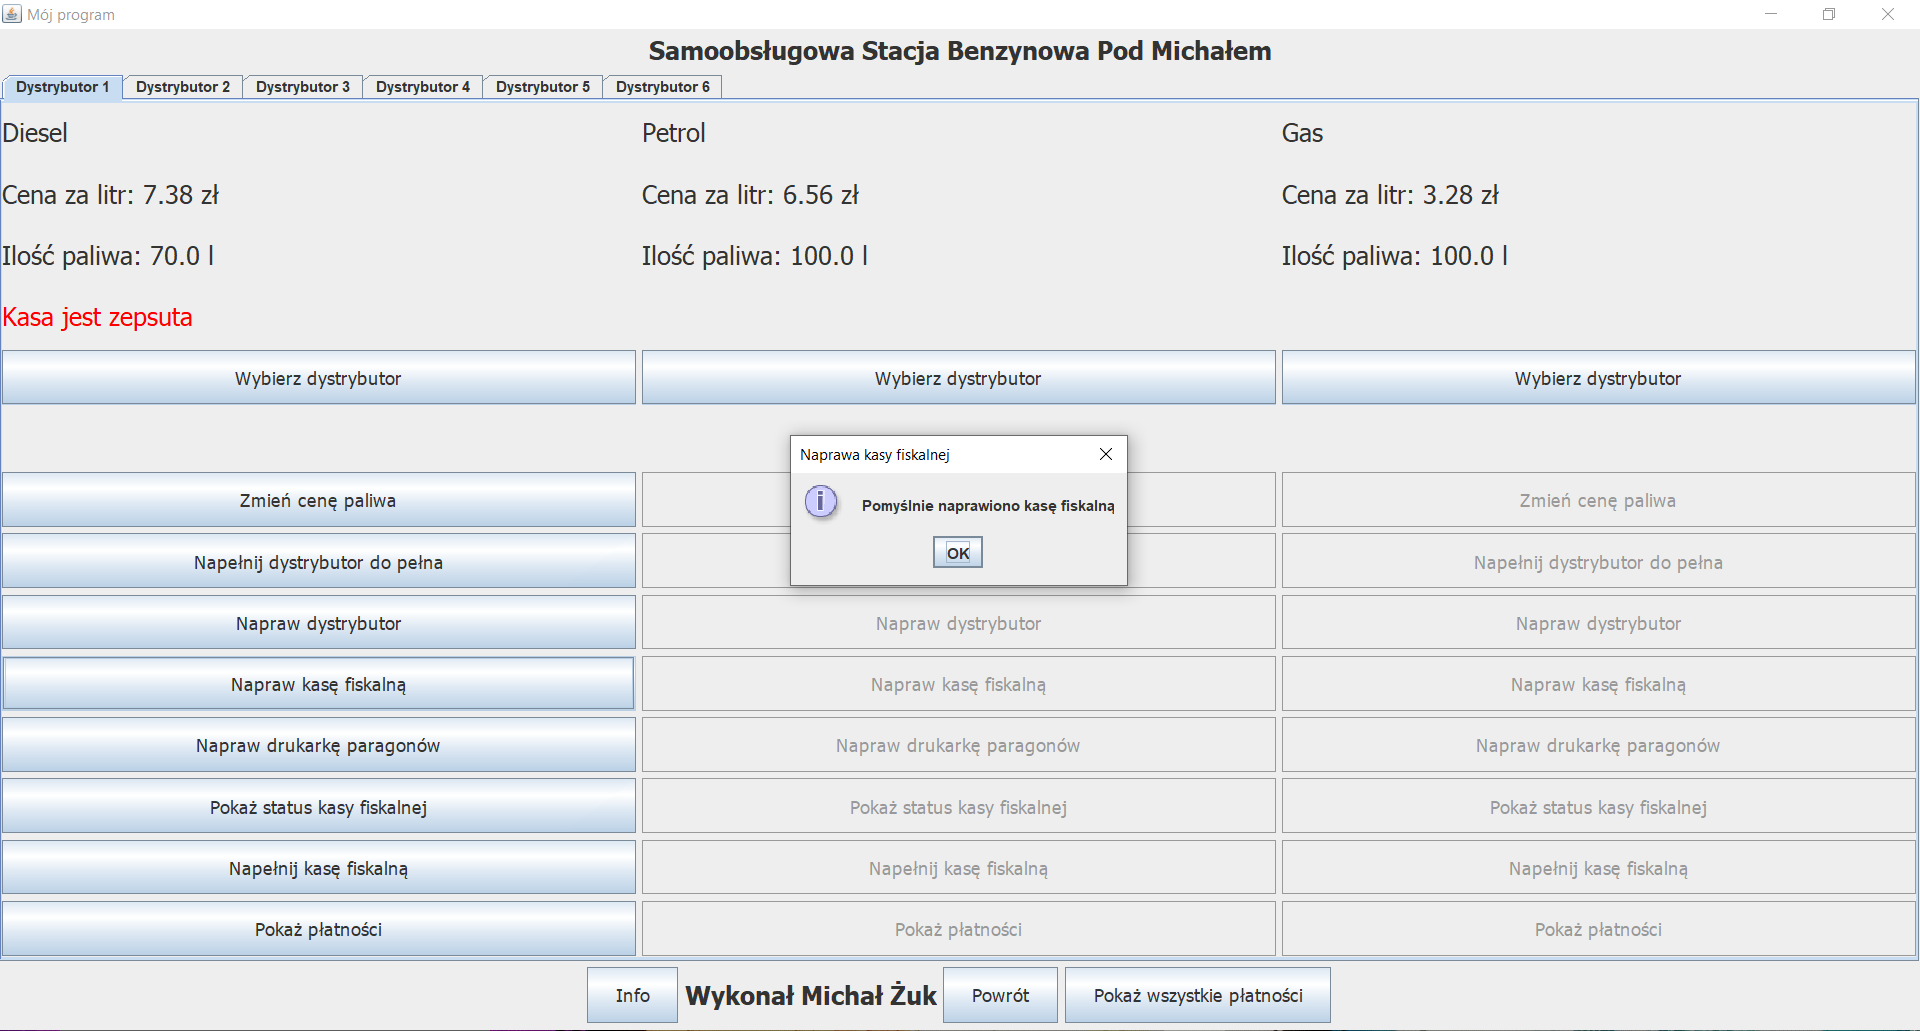 Mój program
Samoobsługowa Stacja Benzynowa Pod Michałem
Dystrybutor 1 Dystrybutor 2 Dystrybutor 3 Dystrybutor 4 Dystrybutor 5 Dystrybutor 6
Diesel Petrol Gas
Cena za litr: 7.38 zł Cena za litr: 6.56 zł Cena za litr: 3.28 zł
Ilość paliwa: 70.0 l Ilość paliwa: 100.0 l Ilość paliwa: 100.0 l
Kasa jest zepsuta
Wybierz dystrybutor Wybierz dystrybutor Wybierz dystrybutor
Naprawa kasy fiskalnej
Pomyślnie naprawiono kasę fiskalną
OK
Zmień cenę paliwa Zmień cenę paliwa
Napełnij dystrybutor do pełna Napełnij dystrybutor do pełna
Napraw dystrybutor Napraw dystrybutor Napraw dystrybutor
Napraw kasę fiskalną Napraw kasę fiskalną Napraw kasę fiskalną
Napraw drukarkę paragonów Napraw drukarkę paragonów Napraw drukarkę paragonów
Pokaż status kasy fiskalnej Pokaż status kasy fiskalnej Pokaż status kasy fiskalnej
Napełnij kasę fiskalną Napełnij kasę fiskalną Napełnij kasę fiskalną
Pokaż płatności Pokaż płatności Pokaż płatności
Info Wykonał Michał Żuk Powrót Pokaż wszystkie płatności